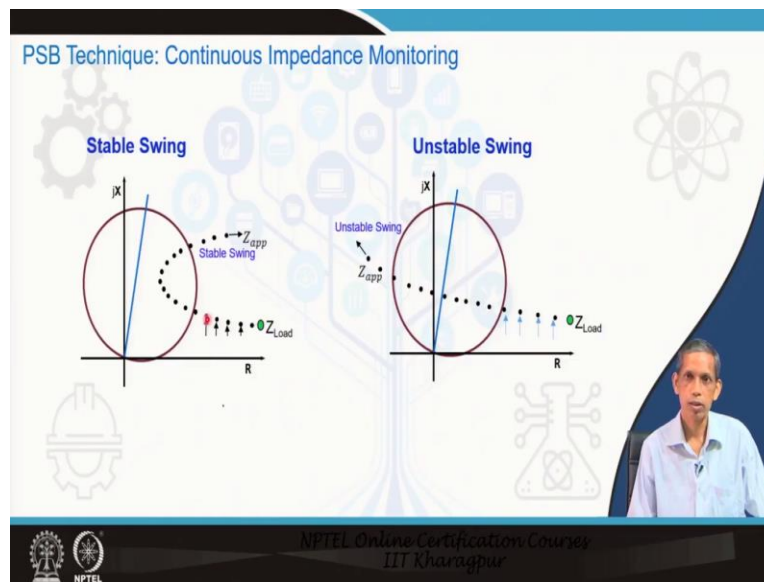 PSB Technique: Continuous Impedance Monitoring
Stable Swing
jX
Z_app
Stable Swing
Z_Load
R
Unstable Swing
jX
Unstable Swing
Z_app
Z_Load
R
NPTEL Online Certification Courses
IIT Kharagpur
NPTEL